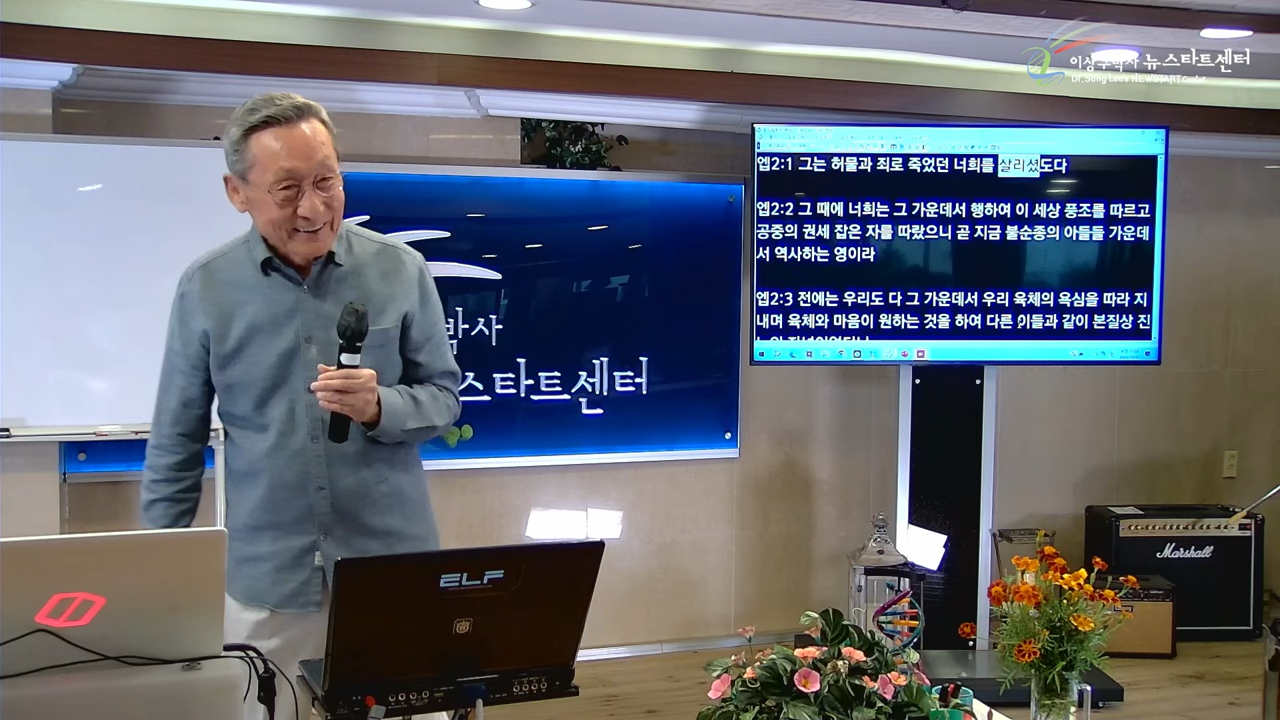 이상구박사 뉴스타트센터
Dr. Sang Lee's NEWSTART Center
엡2:1 그는 허물과 죄로 죽었던 너희를 살리셨도다
엡2:2 그 때에 너희는 그 가운데서 행하여 이 세상 풍조를 따르고
공중의 권세 잡은 자를 따랐으니 곧 지금 불순종의 아들들 가운데
서 역사하는 영이라
엡2:3 전에는 우리도 다 그 가운데서 우리 육체의 욕심을 따라 지
내며 육체와 마음이 원하는 것을 하여 다른 이들과 같이 본질상 진
박사
스타트센터
Marshall
ELF